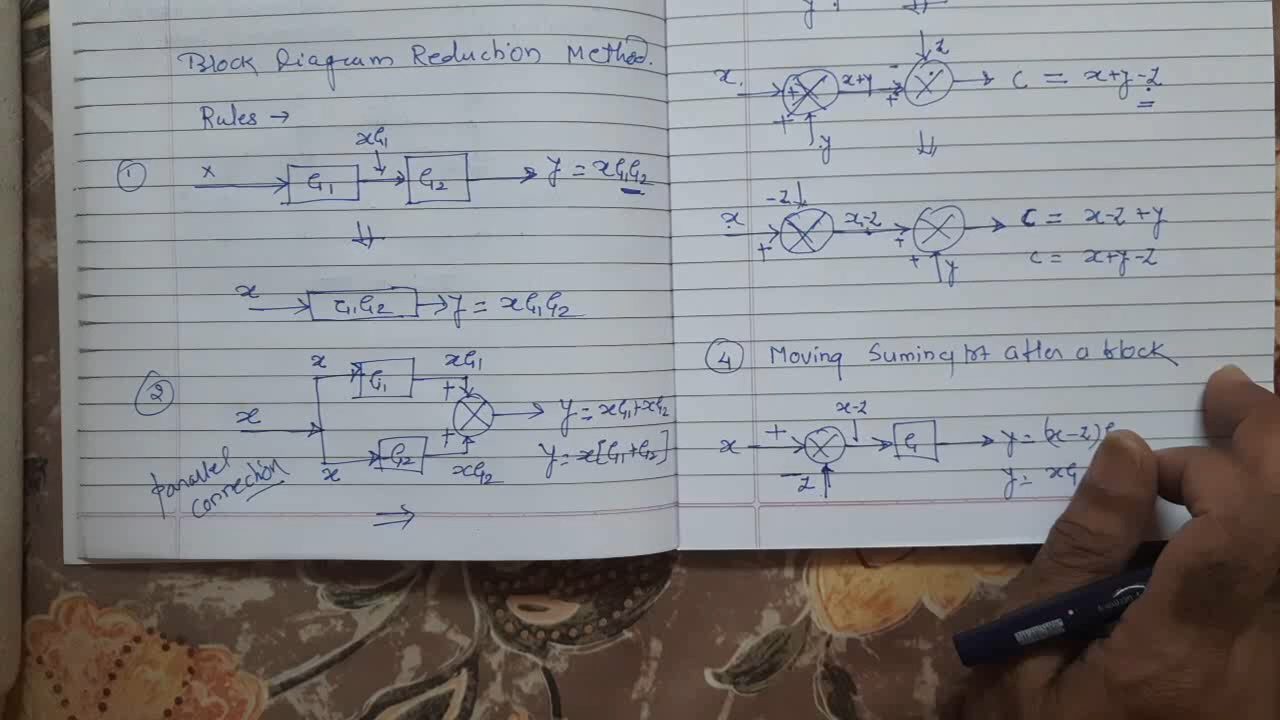 Block Diagram Reduction Method.
Rules →
xG1
① x G1 G2 y = xG1G2
x G1G2 y = xG1G2
② x G1 xG1
x + y = xG1+xG2
+ y = x[G1+G2]
x G2 xG2
parallel
connection
y
z
x + x+y - + C = x+y-z
+ y
-z
x + x-z + C = x-z+y
+ y C = x+y-z
④ Moving Suming pt after a block
x-z
x + G y = (x-z)
- z y = xG